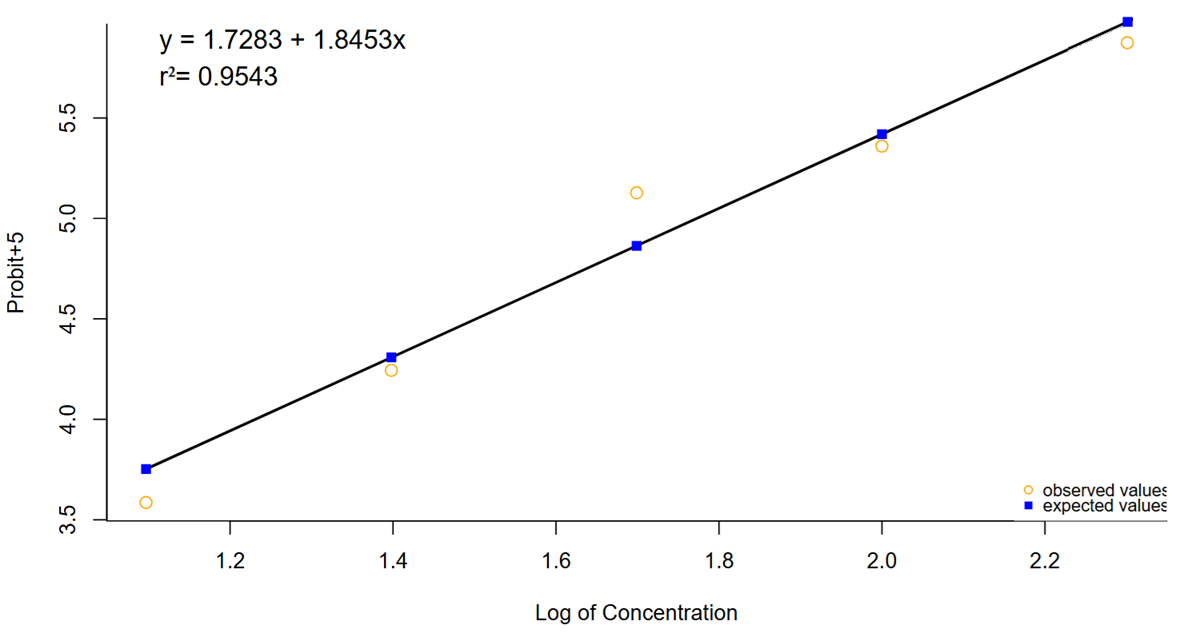 y = 1.7283 + 1.8453x
r²= 0.9543
Probit+5
5.5
5.0
4.5
4.0
3.5
observed values
expected values
1.2 1.4 1.6 1.8 2.0 2.2
Log of Concentration